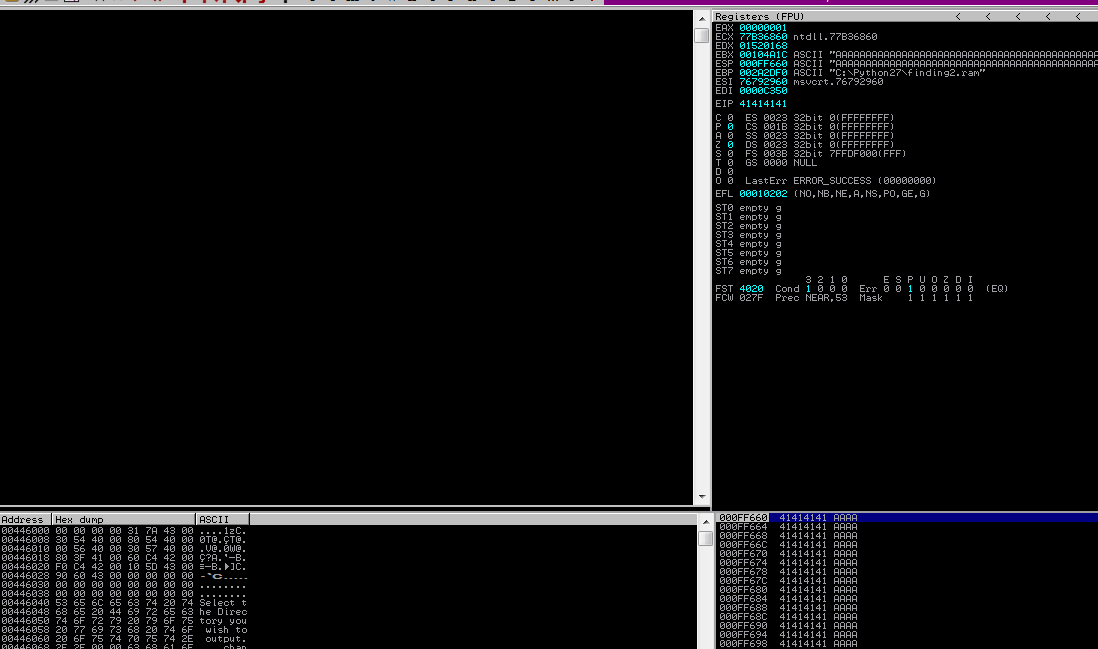 Registers (FPU) < < < < <
EAX 00000001
ECX 77B36860 ntdll.77B36860
EDX 01520168
EBX 00104A1C ASCII "AAAAAAAAAAAAAAAAAAAAAAAAAAAAAAAAAAAAAAAAAAAA
ESP 000FF660 ASCII "AAAAAAAAAAAAAAAAAAAAAAAAAAAAAAAAAAAAAAAAAAAA
EBP 002A2DF0 ASCII "C:\Python27\finding2.ram"
ESI 76792960 msvcrt.76792960
EDI 0000C350
EIP 41414141
C 0 ES 0023 32bit 0(FFFFFFFF)
P 0 CS 001B 32bit 0(FFFFFFFF)
A 0 SS 0023 32bit 0(FFFFFFFF)
Z 0 DS 0023 32bit 0(FFFFFFFF)
S 0 FS 003B 32bit 7FFDF000(FFF)
T 0 GS 0000 NULL
D 0
O 0 LastErr ERROR_SUCCESS (00000000)
EFL 00010202 (NO,NB,NE,A,NS,PO,GE,G)
ST0 empty g
ST1 empty g
ST2 empty g
ST3 empty g
ST4 empty g
ST5 empty g
ST6 empty g
ST7 empty g
3 2 1 0 E S P U O Z D I
FST 4020 Cond 1 0 0 0 Err 0 0 1 0 0 0 0 0 (EQ)
FCW 027F Prec NEAR,53 Mask 1 1 1 1 1 1
Address Hex dump ASCII
00446000 00 00 00 00 31 7A 43 00 ....1zC.
00446008 30 54 40 00 80 54 40 00 0T@.ÇT@.
00446010 00 56 40 00 30 57 40 00 .V@.0W@.
00446018 80 3F 41 00 60 C4 42 00 Ç?A.`─B.
00446020 F0 C4 42 00 10 5D 43 00 ≡─B.►]C.
00446028 90 60 43 00 00 00 00 00
00446030 00 00 00 00 00 00 00 00 ........
00446038 00 00 00 00 00 00 00 00 ........
00446040 53 65 6C 65 63 74 20 74 Select t
00446048 68 65 20 44 69 72 65 63 he Direc
00446050 74 6F 72 79 20 79 6F 75 tory you
00446058 20 77 69 73 68 20 74 6F wish to
00446060 20 6F 75 74 70 75 74 2E output.
000FF660 41414141 AAAA
000FF664 41414141 AAAA
000FF668 41414141 AAAA
000FF66C 41414141 AAAA
000FF670 41414141 AAAA
000FF674 41414141 AAAA
000FF678 41414141 AAAA
000FF67C 41414141 AAAA
000FF680 41414141 AAAA
000FF684 41414141 AAAA
000FF688 41414141 AAAA
000FF68C 41414141 AAAA
000FF690 41414141 AAAA
000FF694 41414141 AAAA
000FF698 41414141 AAAA